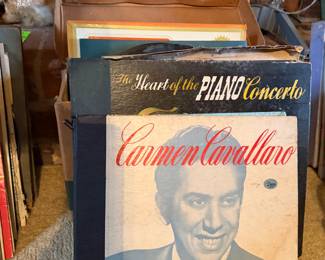 The Heart of the PIANO Concerto
Carmen Cavallaro